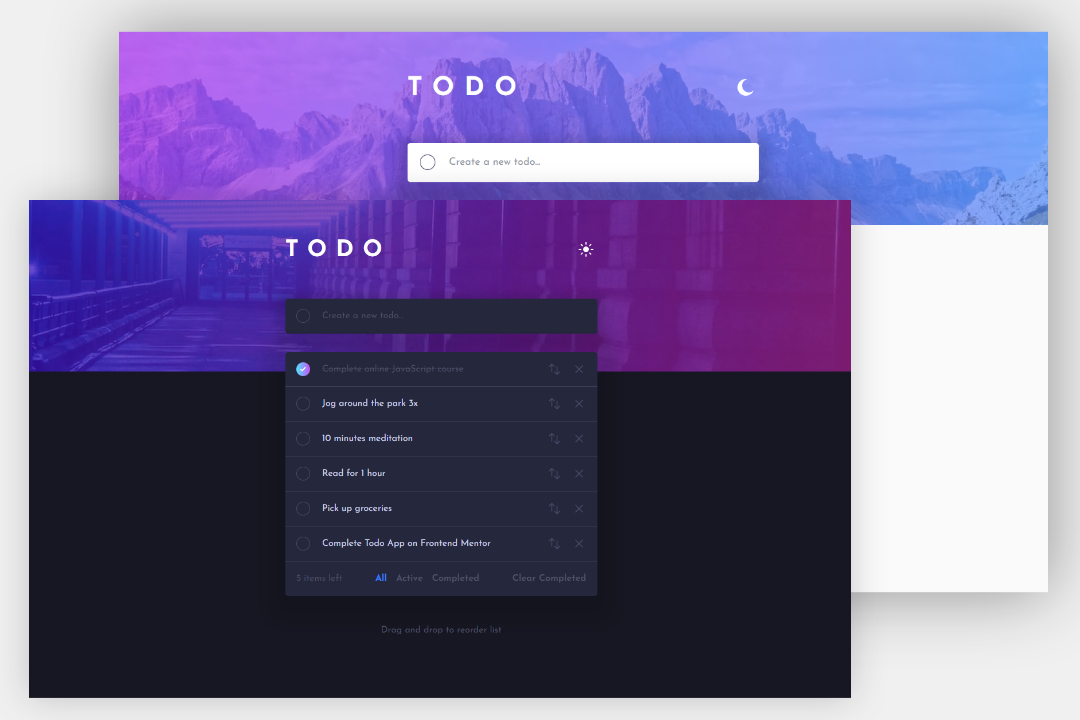 TODO
Create a new todo...
TODO
Create a new todo...
Complete online JavaScript course
Jog around the park 3x
10 minutes meditation
Read for 1 hour
Pick up groceries
Complete Todo App on Frontend Mentor
5 items left All Active Completed Clear Completed
Drag and drop to reorder list